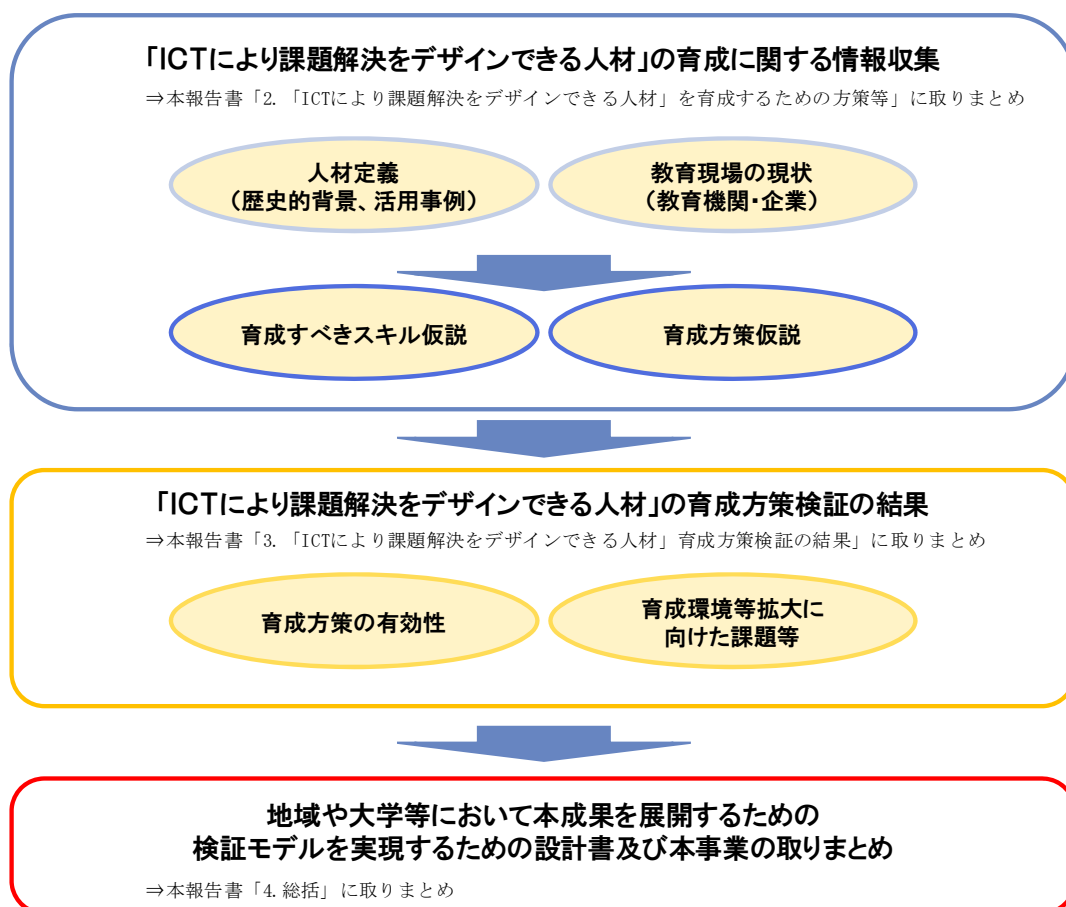 「ICTにより課題解決をデザインできる人材」の育成に関する情報収集
⇒本報告書「2. 「ICTにより課題解決をデザインできる人材」を育成するための方策等」に取りまとめ
人材定義
（歴史的背景、活用事例）
教育現場の現状
（教育機関・企業）
育成すべきスキル仮説
育成方策仮説
「ICTにより課題解決をデザインできる人材」の育成方策検証の結果
⇒本報告書「3. 「ICTにより課題解決をデザインできる人材」育成方策検証の結果」に取りまとめ
育成方策の有効性
育成環境等拡大に
向けた課題等
地域や大学等において本成果を展開するための
検証モデルを実現するための設計書及び本事業の取りまとめ
⇒本報告書「4. 総括」に取りまとめ